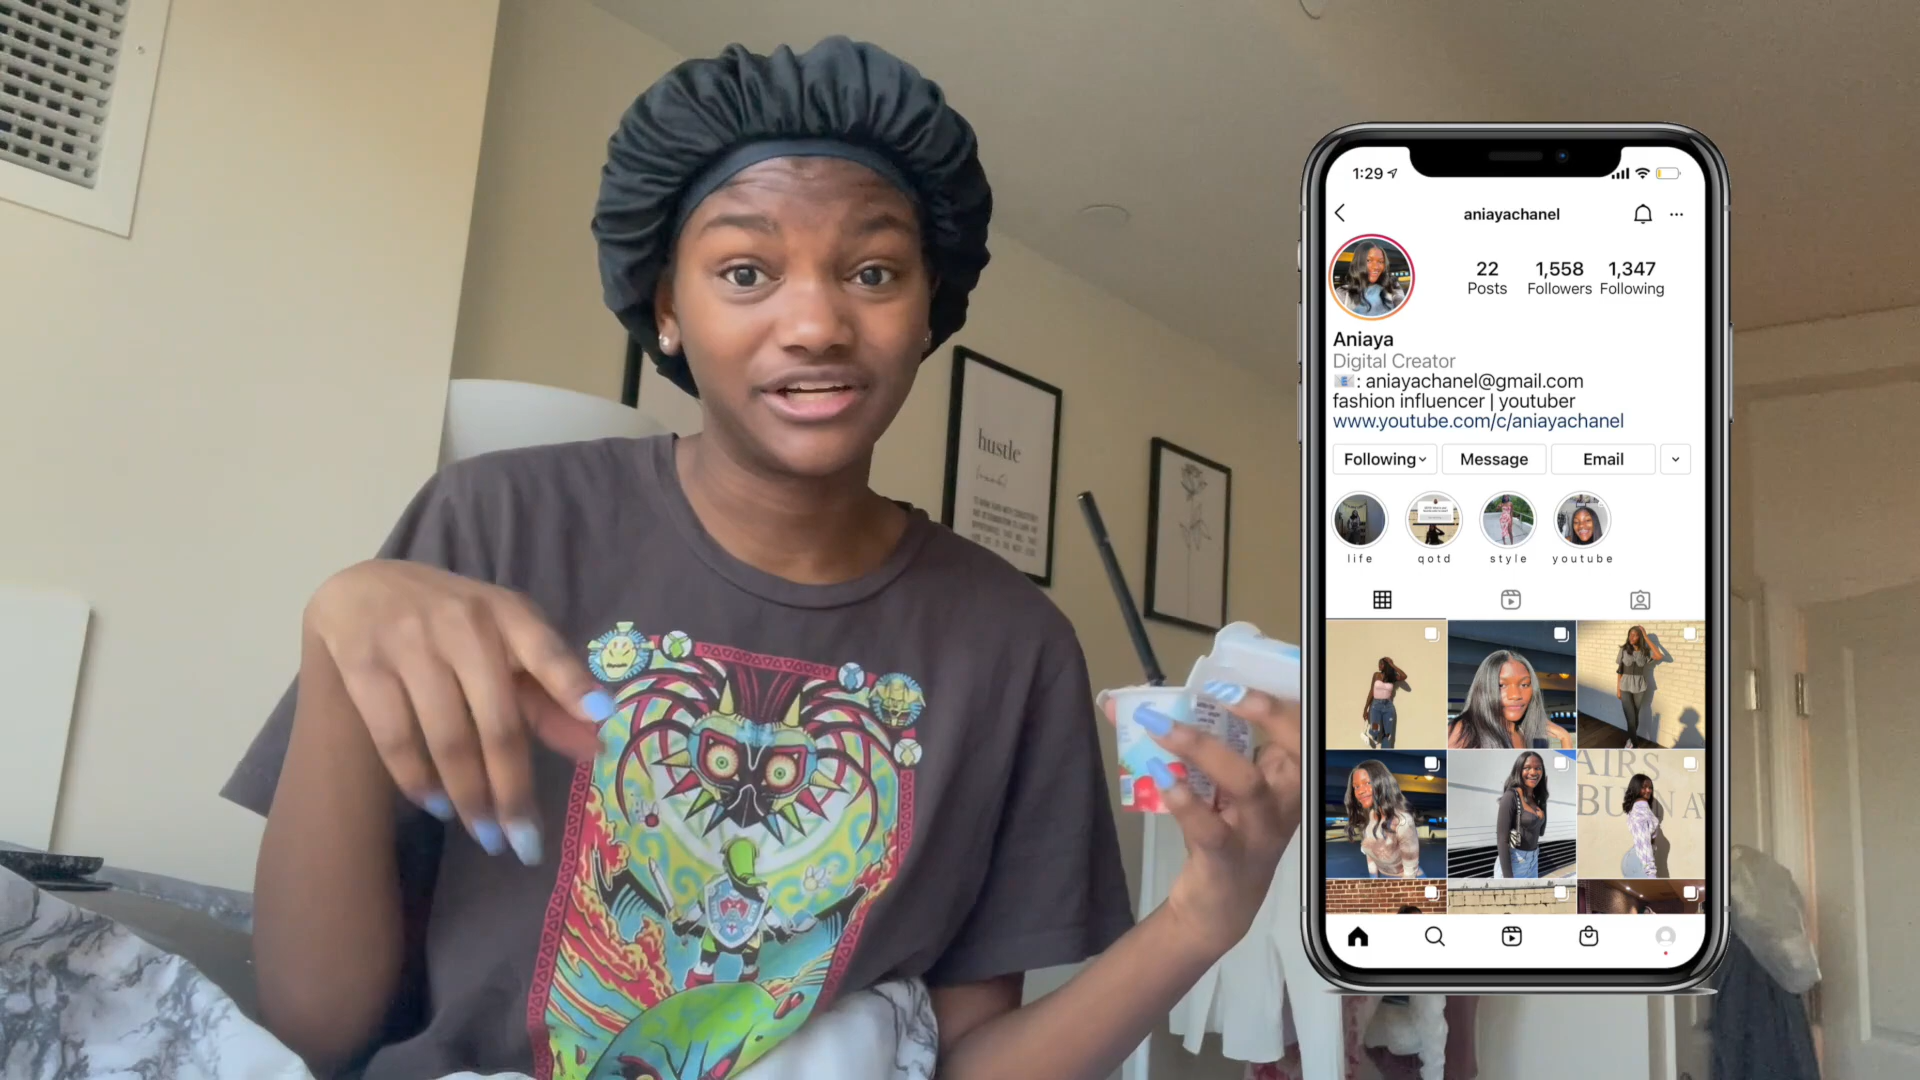 hustle
1:29
aniayachanel
22
Posts
1,558
Followers
1,347
Following
Aniaya
Digital Creator
: aniayachanel@gmail.com
fashion influencer | youtuber
www.youtube.com/c/aniayachanel
Following
Message
Email
life
qotd
style
youtube
AIRS